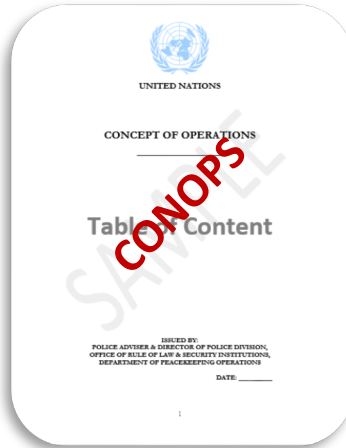 UNITED NATIONS
CONCEPT OF OPERATIONS
SAMPLE
CONOPS
Table of Content
ISSUED BY:
POLICE ADVISER & DIRECTOR OF POLICE DIVISION,
OFFICE OF RULE OF LAW & SECURITY INSTITUTIONS,
DEPARTMENT OF PEACEKEEPING OPERATIONS
DATE: ________
1